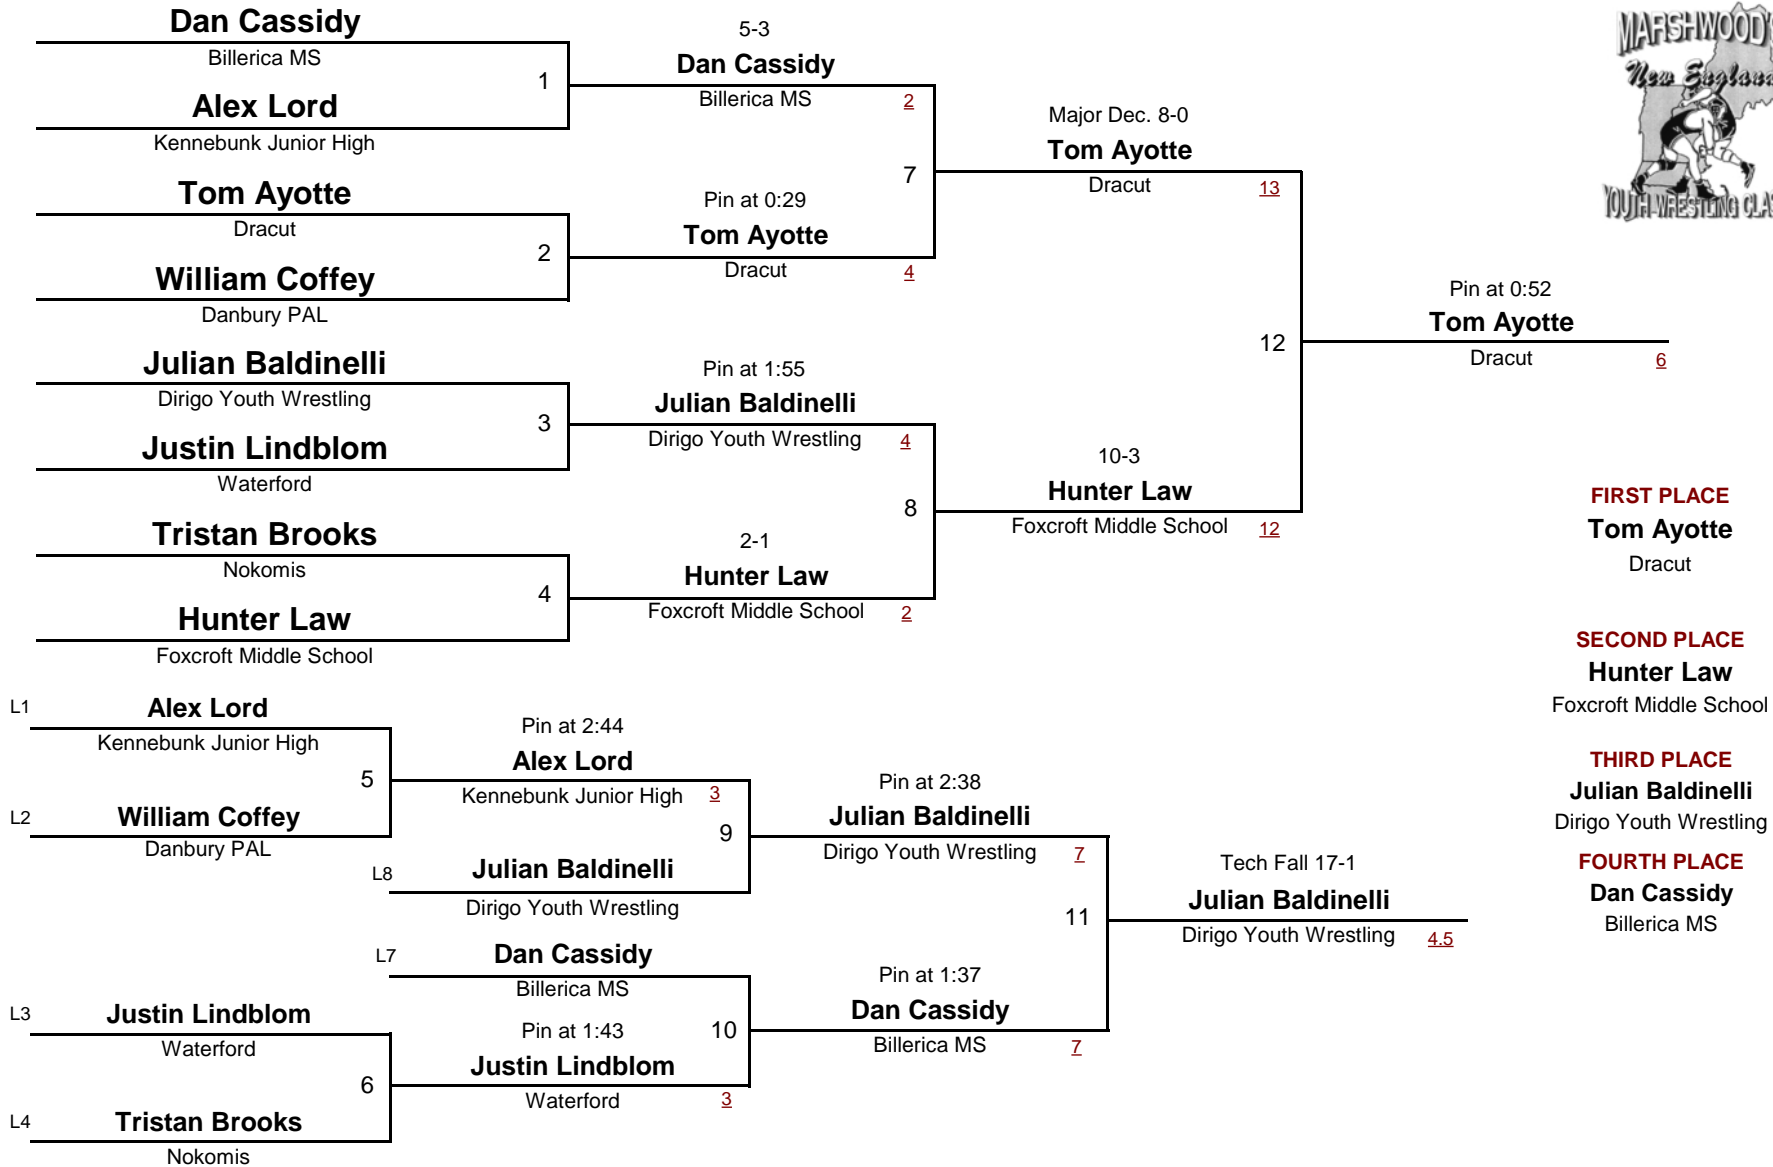 Dan Cassidy
Billerica MS
1
Alex Lord
Kennebunk Junior High
Tom Ayotte
Dracut
2
William Coffey
Danbury PAL
Julian Baldinelli
Dirigo Youth Wrestling
3
Justin Lindblom
Waterford
Tristan Brooks
Nokomis
4
Hunter Law
Foxcroft Middle School
5-3
Dan Cassidy
Billerica MS 2
7
Pin at 0:29
Tom Ayotte
Dracut 4
Pin at 1:55
Julian Baldinelli
Dirigo Youth Wrestling 4
8
2-1
Hunter Law
Foxcroft Middle School 2
Major Dec. 8-0
Tom Ayotte
Dracut 13
12
10-3
Hunter Law
Foxcroft Middle School 12
Pin at 0:52
Tom Ayotte
Dracut 6
MARSHWOOD'S
New England
YOUTH WRESTLING CLAS
FIRST PLACE
Tom Ayotte
Dracut
SECOND PLACE
Hunter Law
Foxcroft Middle School
THIRD PLACE
Julian Baldinelli
Dirigo Youth Wrestling
FOURTH PLACE
Dan Cassidy
Billerica MS
L1 Alex Lord
Kennebunk Junior High
5
L2 William Coffey
Danbury PAL
L3 Justin Lindblom
Waterford
6
L4 Tristan Brooks
Nokomis
Pin at 2:44
Alex Lord
Kennebunk Junior High 3
9
L8 Julian Baldinelli
Dirigo Youth Wrestling
L7 Dan Cassidy
Billerica MS
10
Pin at 1:43
Justin Lindblom
Waterford 3
Pin at 2:38
Julian Baldinelli
Dirigo Youth Wrestling 7
11
Pin at 1:37
Dan Cassidy
Billerica MS 7
Tech Fall 17-1
Julian Baldinelli
Dirigo Youth Wrestling 4.5